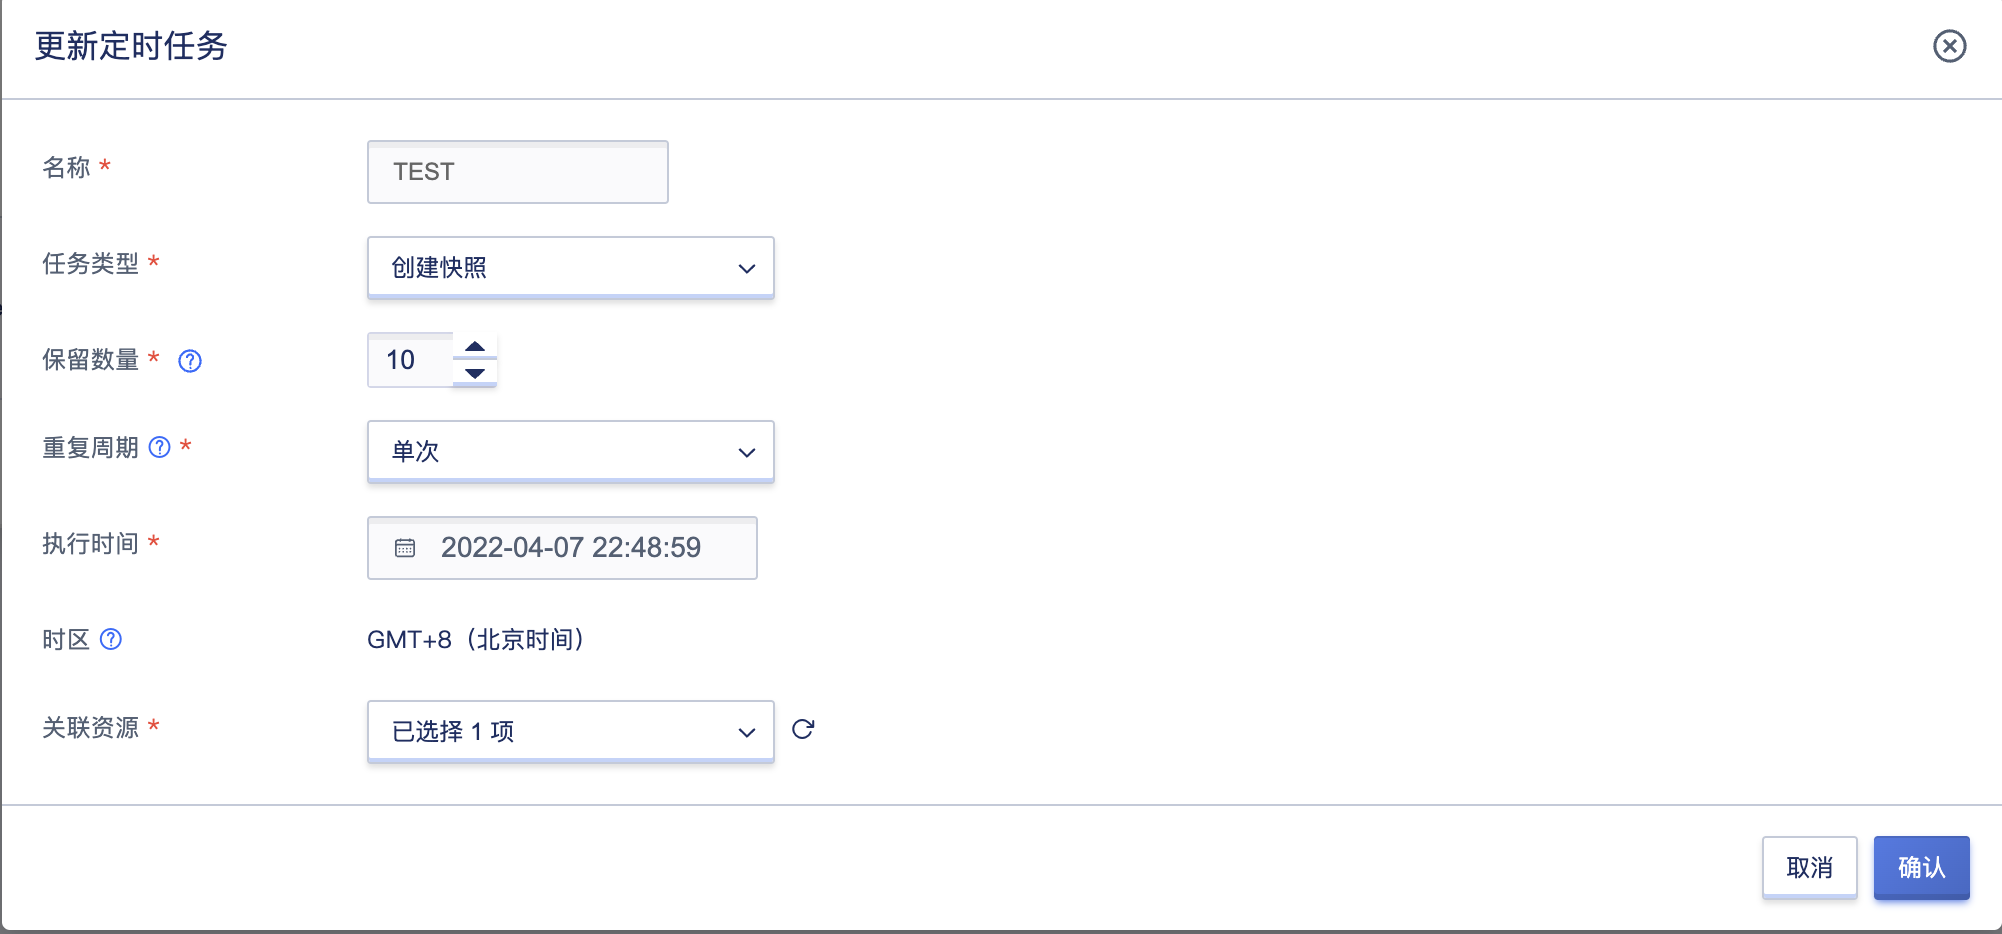 更新定时任务
名称 *
TEST
任务类型 *
创建快照
保留数量 * ?
10
重复周期 ? *
单次
执行时间 *
2022-04-07 22:48:59
时区 ?
GMT+8（北京时间）
关联资源 *
已选择 1 项
取消
确认